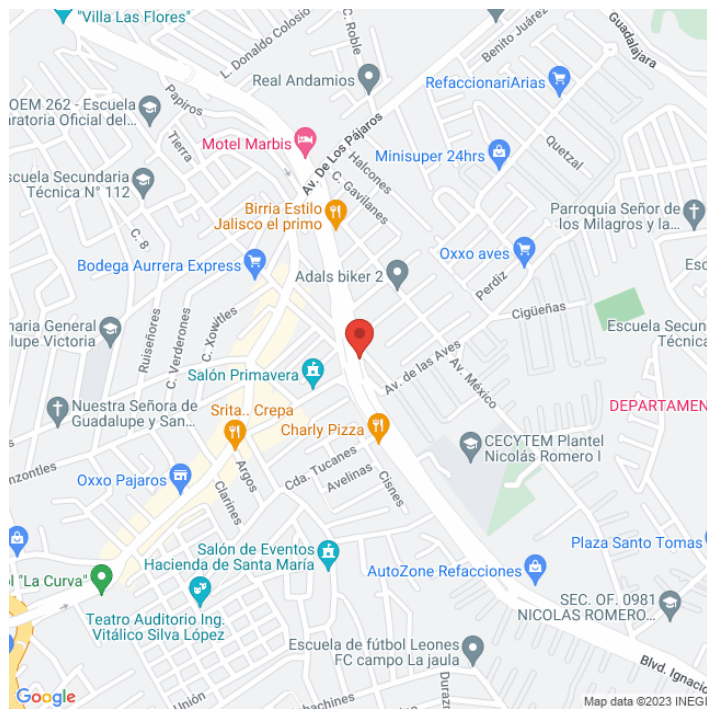 "Villa Las Flores"
L. Donaldo Colosio
C. Roble
Benito Juárez
Guadalajara
Real Andamios
RefaccionariArias
Papiros
OEM 262 - Escuela
aratoria Oficial del...
Tierra
Motel Marbis
Av. De Los Pájaros
Halcones
Minisuper 24hrs
Quetzal
scuela Secundaria
Técnica N° 112
C. Gavilanes
Birria Estilo
Jalisco el primo
Parroquia Señor de
los Milagros y la...
C. 8
Bodega Aurrera Express
Oxxo aves
Adals biker 2
Perdiz
Esc
Cigüeñas
Ruiseñores
C. Verderones
C. Xowtles
naria General
lupe Victoria
Escuela Secun
Técnica
Salón Primavera
Av. de las Aves
Av. México
DEPARTAMEN
Nuestra Señora de
Guadalupe y San...
Srita.. Crepa
Charly Pizza
CECYTEM Plantel
Nicolás Romero I
nzontles
Oxxo Pajaros
Argos
Clarines
Cda. Tucanes
Avelinas
Cisnes
Salón de Eventos
Hacienda de Santa María
Plaza Santo Tomas
AutoZone Refacciones
ol "La Curva"
Teatro Auditorio Ing.
Vitálico Silva López
SEC. OF. 0981
NICOLAS ROMERO...
Escuela de fútbol Leones
FC campo La jaula
Blvd. Ignac
Unión
bachines
Durazn
Google
Map data ©2023 INEGI